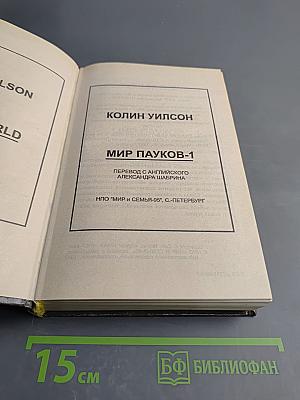 LSON
RLD
КОЛИН УИЛСОН
МИР ПАУКОВ-1
ПЕРЕВОД С АНГЛИЙСКОГО
АЛЕКСАНДРА ШАБРИНА
НПО "МИР и СЕМЬЯ-95", С.-ПЕТЕРБУРГ
15 см
БФ БИБЛИОФАН